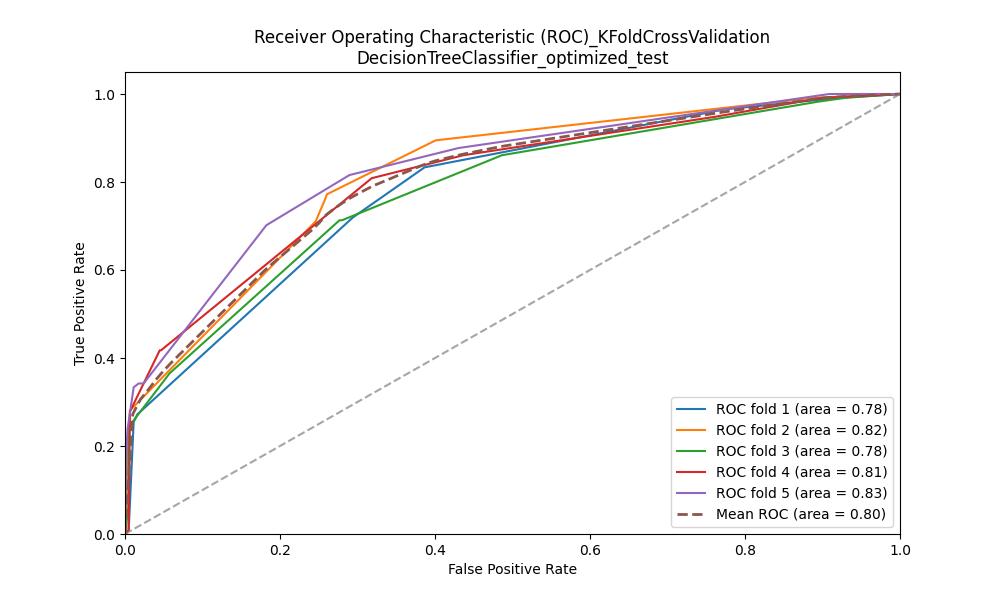 Receiver Operating Characteristic (ROC)_KFoldCrossValidation
DecisionTreeClassifier_optimized_test
True Positive Rate
1.0
0.8
0.6
0.4
0.2
0.0
0.0 0.2 0.4 0.6 0.8 1.0
False Positive Rate
ROC fold 1 (area = 0.78)
ROC fold 2 (area = 0.82)
ROC fold 3 (area = 0.78)
ROC fold 4 (area = 0.81)
ROC fold 5 (area = 0.83)
Mean ROC (area = 0.80)